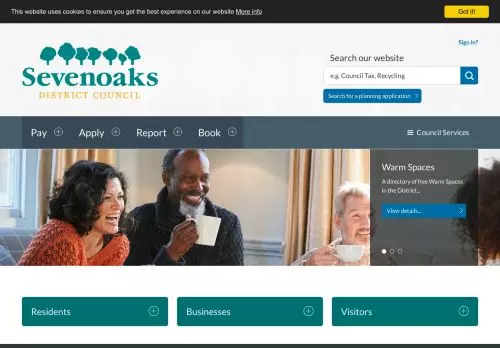 This website uses cookies to ensure you get the best experience on our website More info
Got it!
Sign in?
Sevenoaks
DISTRICT COUNCIL
Search our website
e.g. Council Tax, Recycling
Search for a planning application
Pay
Apply
Report
Book
Council Services
Warm Spaces
A directory of free Warm Spaces
in the District...
View details...
Residents
Businesses
Visitors